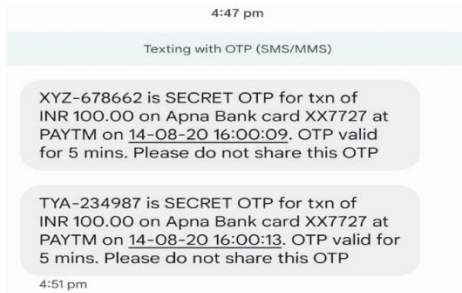 4:47 pm
Texting with OTP (SMS/MMS)
XYZ-678662 is SECRET OTP for txn of
INR 100.00 on Apna Bank card XX7727 at
PAYTM on 14-08-20 16:00:09. OTP valid
for 5 mins. Please do not share this OTP
TYA-234987 is SECRET OTP for txn of
INR 100.00 on Apna Bank card XX7727 at
PAYTM on 14-08-20 16:00:13. OTP valid for
5 mins. Please do not share this OTP
4:51 pm